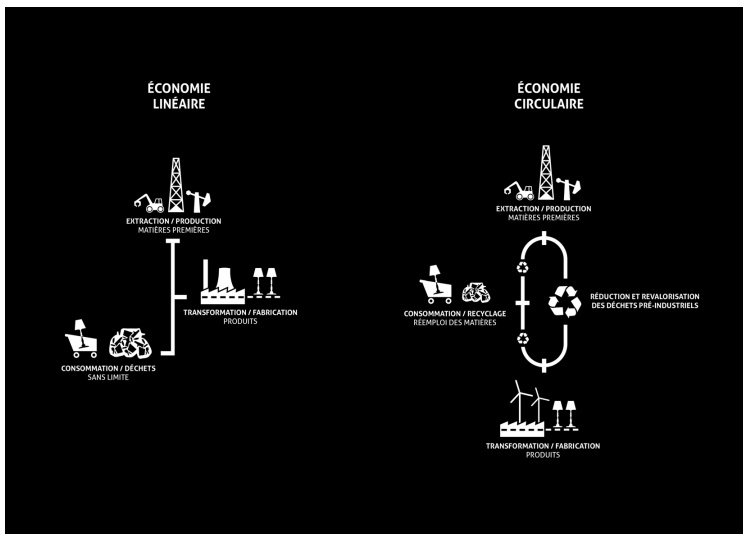 ÉCONOMIE
LINÉAIRE
EXTRACTION / PRODUCTION
MATIÈRES PREMIÈRES
TRANSFORMATION / FABRICATION
PRODUITS
CONSOMMATION / DÉCHETS
SANS LIMITE
ÉCONOMIE
CIRCULAIRE
EXTRACTION / PRODUCTION
MATIÈRES PREMIÈRES
CONSOMMATION / RECYCLAGE
RÉEMPLOI DES MATIÈRES
RÉDUCTION ET REVALORISATION
DES DÉCHETS PRÉ-INDUSTRIELS
TRANSFORMATION / FABRICATION
PRODUITS